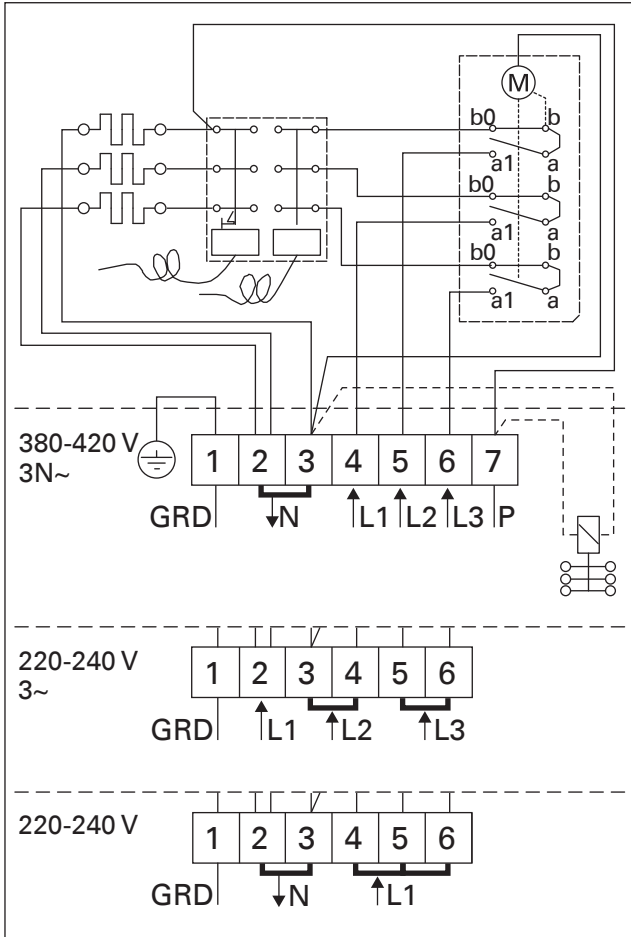 M
b0 b
a1 a
b0 b
a1 a
b0 b
a1 a
380-420 V
3N~
1 2 3 4 5 6 7
GRD N L1 L2 L3 P
220-240 V
3~
1 2 3 4 5 6
GRD L1 L2 L3
220-240 V
1 2 3 4 5 6
GRD N L1